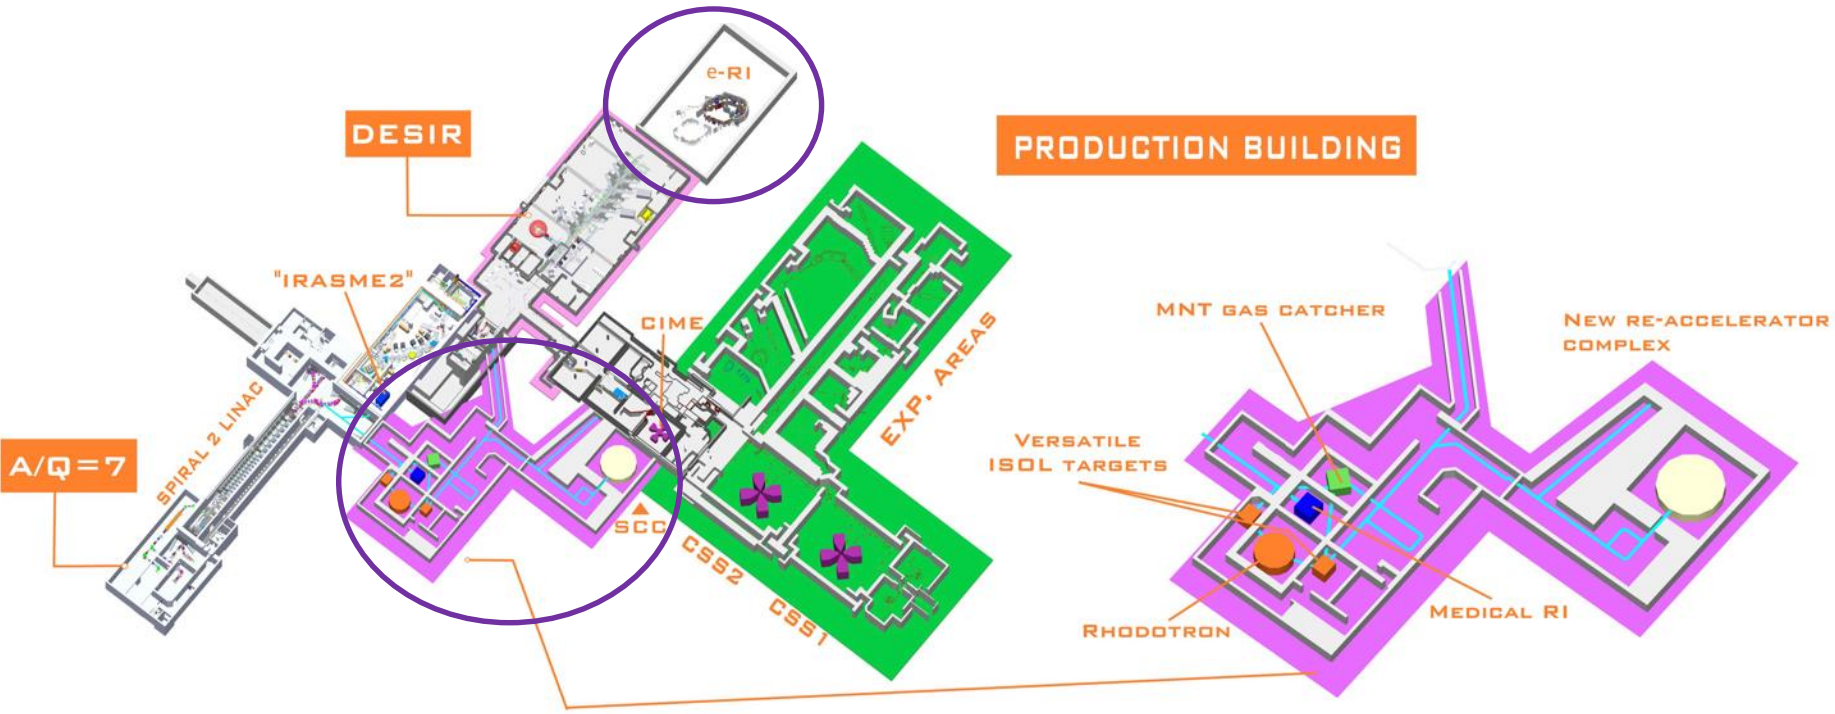 e-RI
DESIR
PRODUCTION BUILDING
"IRASME2"
CIME
EXP. AREAS
MNT GAS CATCHER
NEW RE-ACCELERATOR
COMPLEX
A/Q=7
SPIRAL 2 LINAC
VERSATILE
ISOL TARGETS
SCC
CSS2
CSS1
RHODOTRON
MEDICAL RI